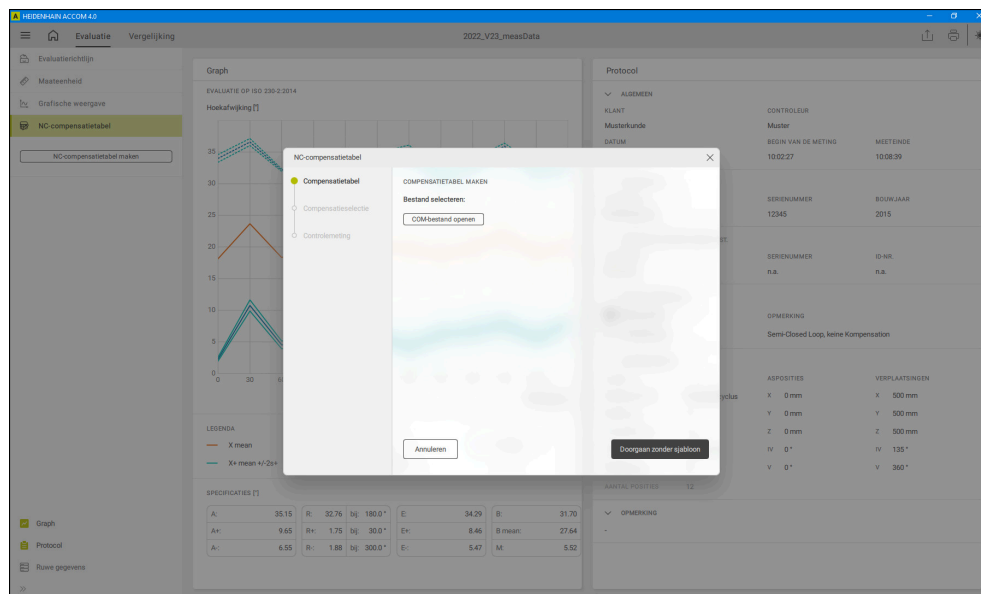 HEIDENHAIN ACCOM 4.0
Evaluatie Vergelijking 2022_V23_measData
Evaluatierichtlijn
Maateenheid
Grafische weergave
NC-compensatietabel
NC-compensatietabel maken
Graph
Protocol
Ruwe gegevens
Graph
EVALUATIE OP ISO 230-2:2014
Hoekafwijking ["]
35
30
25
20
15
10
5
0
0 30
LEGENDA
X mean
X+ mean +/-2s+
SPECIFICATIES ["]
A: 35.15 R: 32.76 bij: 180.0 ° E: 34.29 B: 31.70
A+: 9.65 R+: 1.75 bij: 30.0 ° E+: 8.46 B mean: 27.64
A-: 6.55 R-: 1.88 bij: 300.0 ° E-: 5.47 M: 5.52
NC-compensatietabel
Compensatietabel
Compensatieselectie
Controlemeting
COMPENSATIETABEL MAKEN
Bestand selecteren:
COM-bestand openen
Annuleren
Doorgaan zonder sjabloon
Protocol
ALGEMEEN
KLANT CONTROLEUR
Musterkunde Muster
DATUM BEGIN VAN DE METING MEETEINDE
10:02:27 10:08:39
SERIENUMMER BOUWJAAR
12345 2015
SERIENUMMER ID-NR.
n.a. n.a.
OPMERKING
Semi-Closed Loop, keine Kompensation
ASPOSITIES VERPLAATSINGEN
X 0 mm X 500 mm
Y 0 mm Y 500 mm
Z 0 mm Z 500 mm
IV 0 ° IV 135 °
V 0 ° V 360 °
AANTAL POSITIES 12
OPMERKING
-